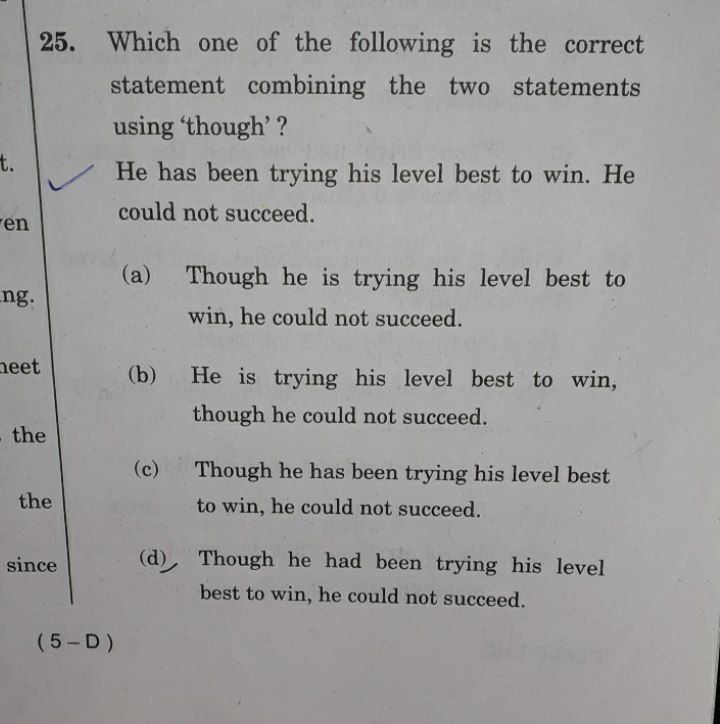 25. Which one of the following is the correct
statement combining the two statements
using ‘though’ ?
t.
He has been trying his level best to win. He
could not succeed.
en
(a) Though he is trying his level best to
ng.
win, he could not succeed.
neet
(b) He is trying his level best to win,
though he could not succeed.
the
(c) Though he has been trying his level best
the
to win, he could not succeed.
since
(d) Though he had been trying his level
best to win, he could not succeed.
(5–D)